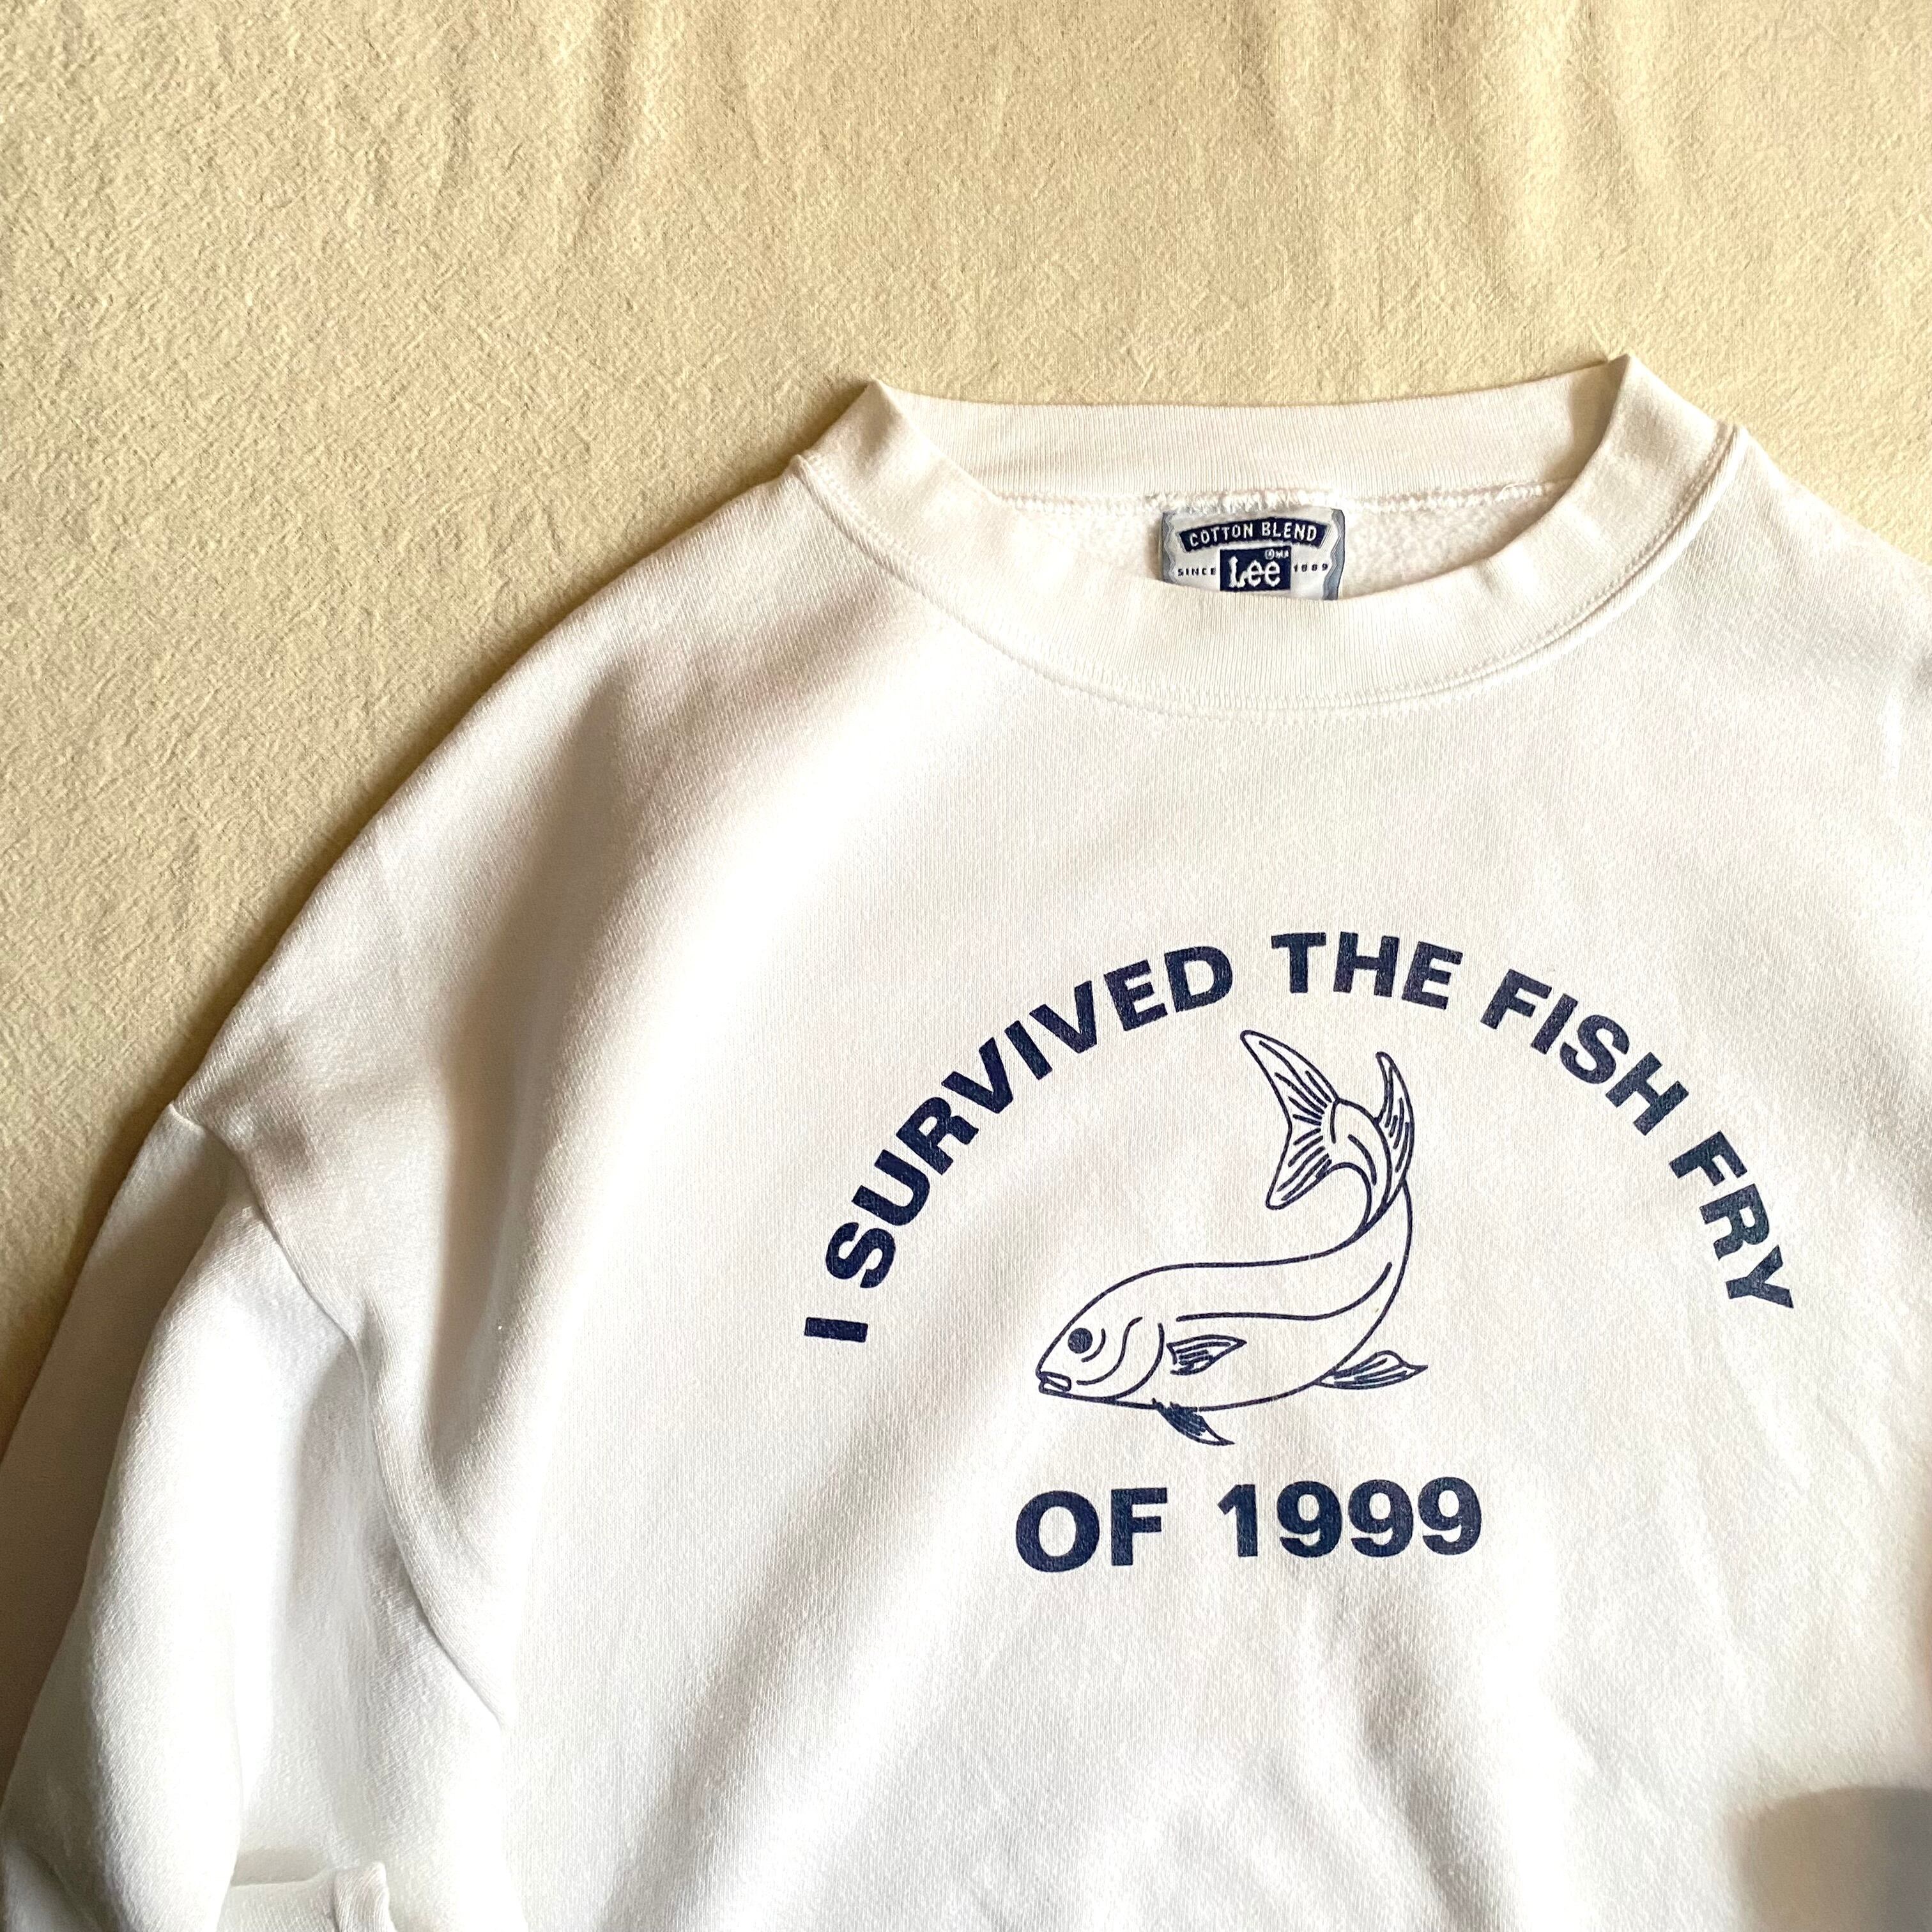 COTTON BLEND
SINCE Lee 1889
I SURVIVED THE FISH FRY
OF 1999